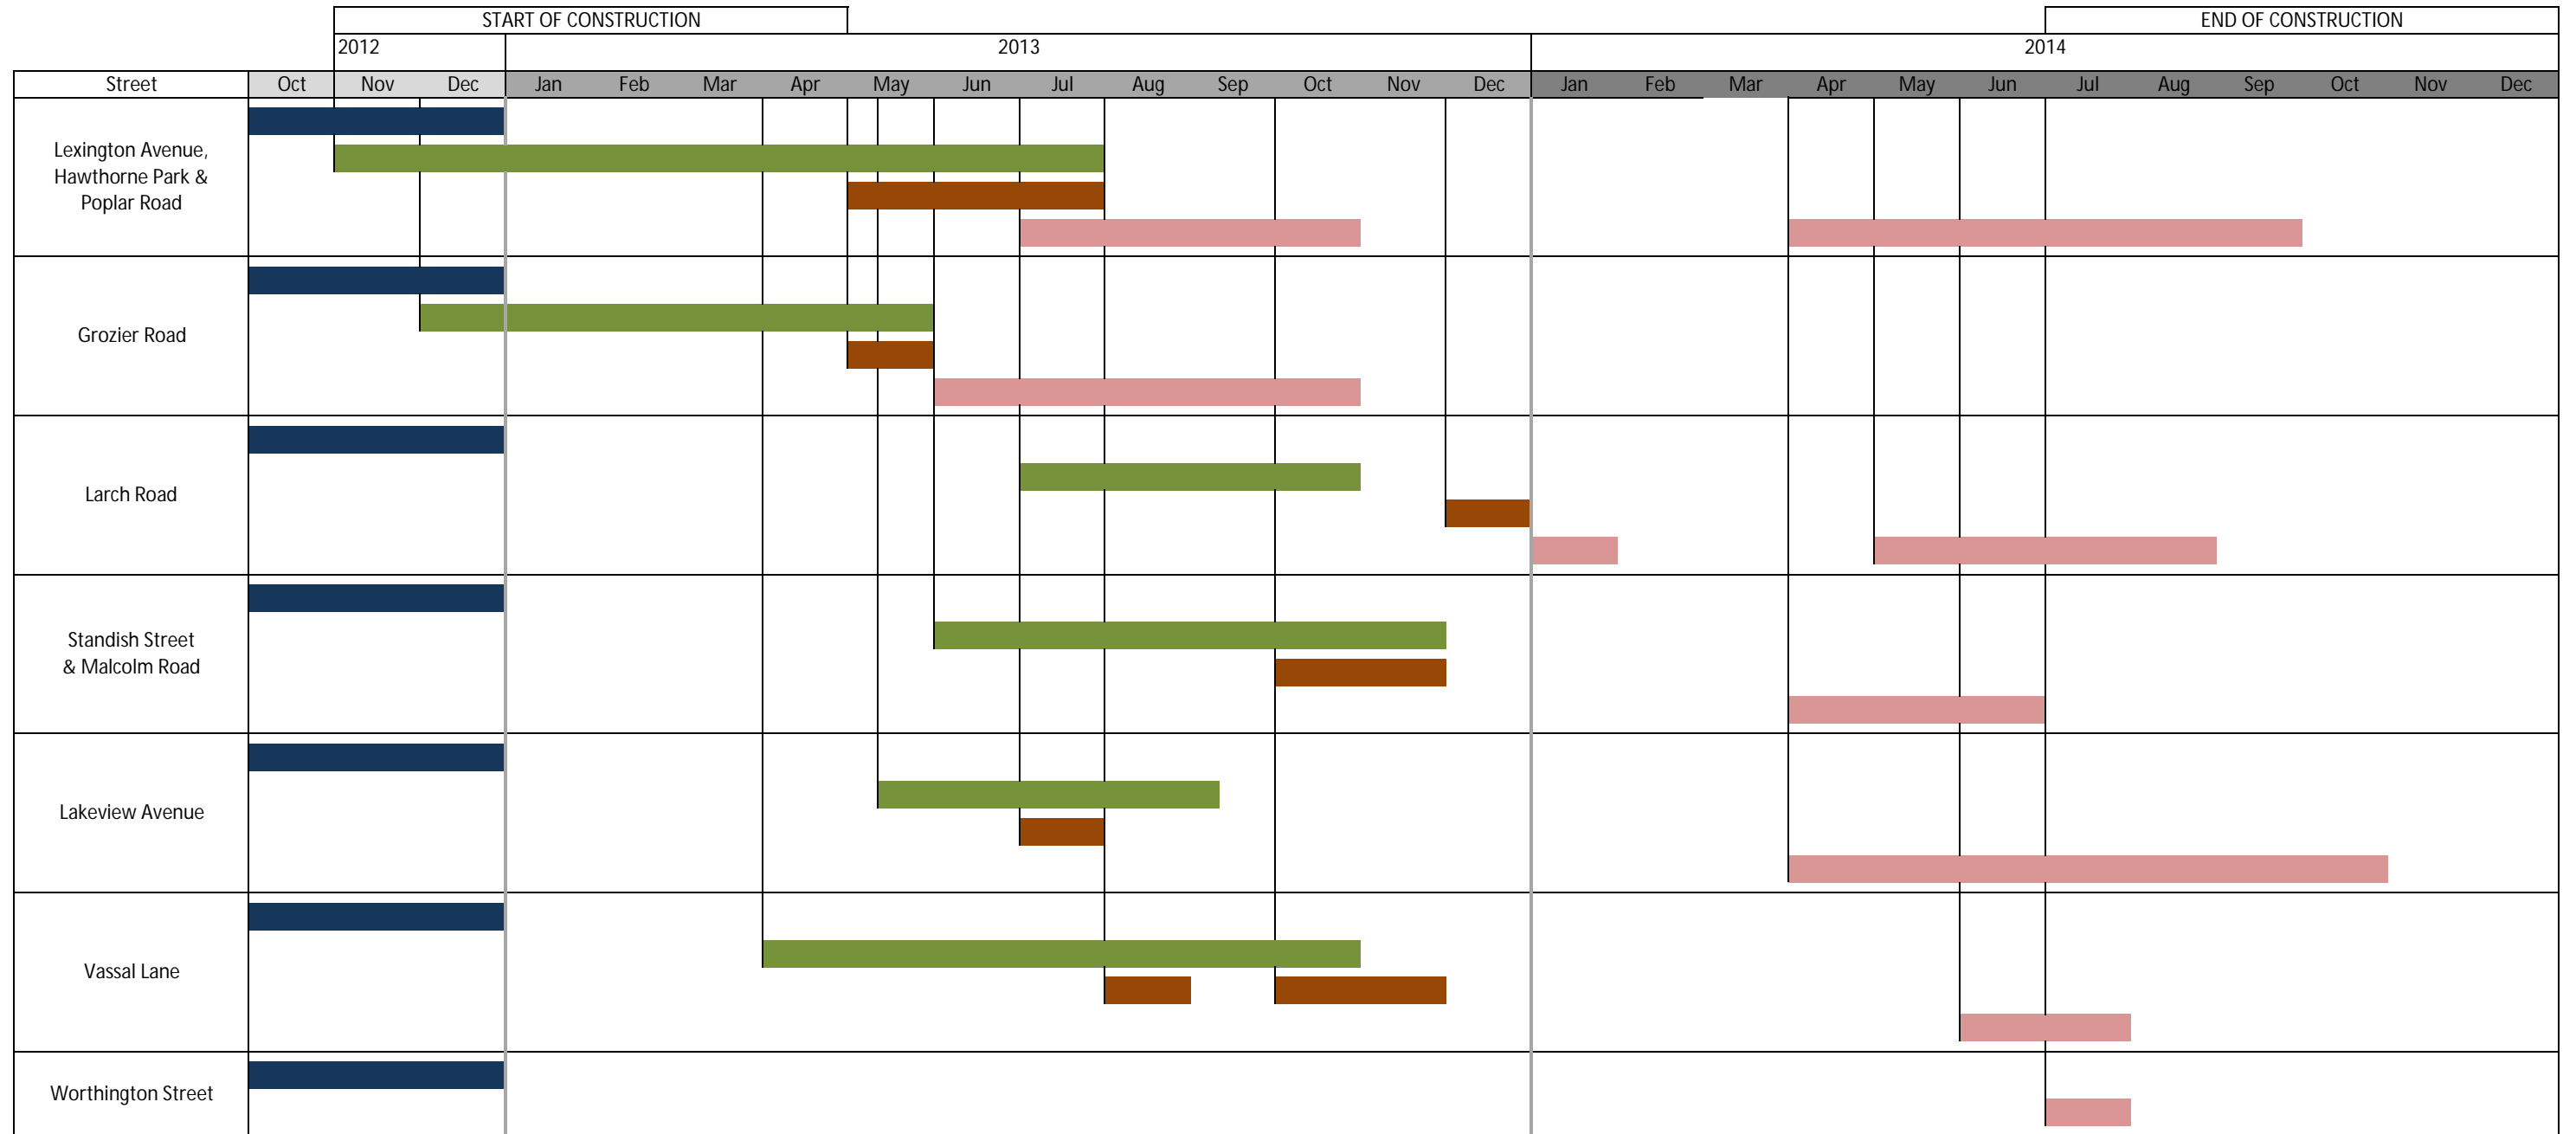 START OF CONSTRUCTION END OF CONSTRUCTION
2012 2013 2014
Street Oct Nov Dec Jan Feb Mar Apr May Jun Jul Aug Sep Oct Nov Dec Jan Feb Mar Apr May Jun Jul Aug Sep Oct Nov Dec
Lexington Avenue,
Hawthorne Park &
Poplar Road
Grozier Road
Larch Road
Standish Street
& Malcolm Road
Lakeview Avenue
Vassal Lane
Worthington Street